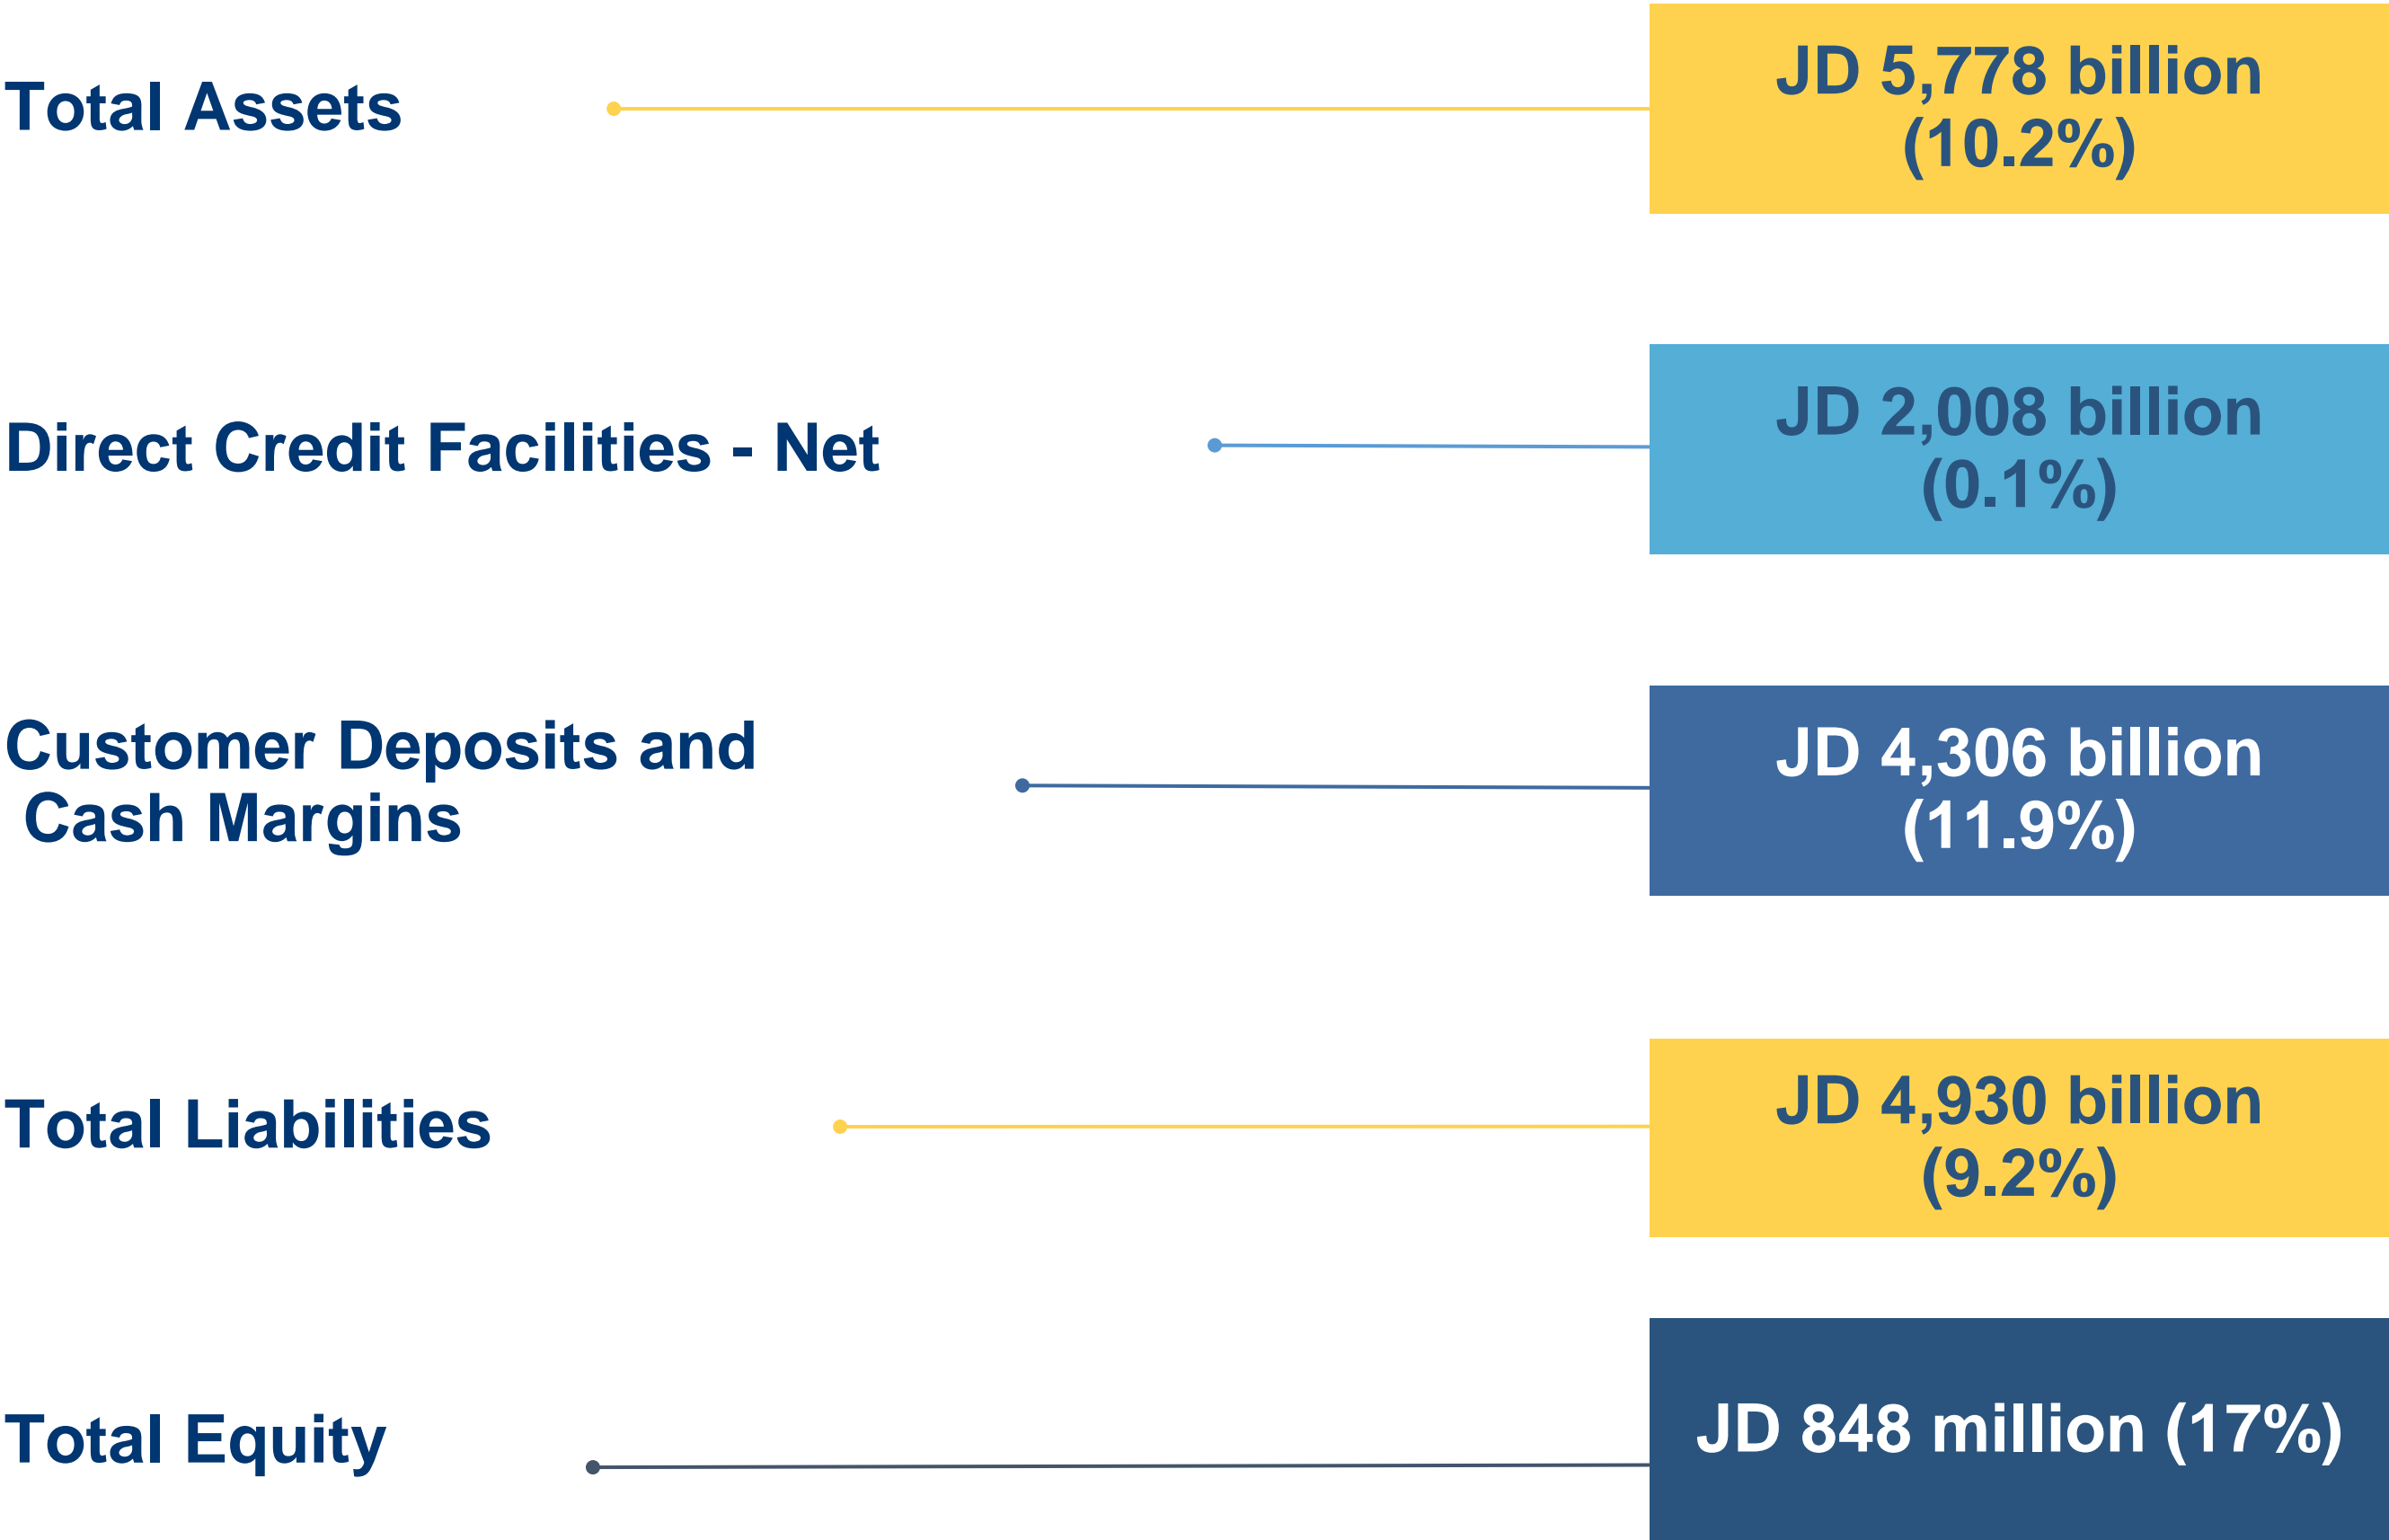 Total Assets
JD 5,778 billion
(10.2%)
Direct Credit Facilities - Net
JD 2,008 billion
(0.1%)
Customer Deposits and
Cash Margins
JD 4,306 billion
(11.9%)
Total Liabilities
JD 4,930 billion
(9.2%)
Total Equity
JD 848 million (17%)